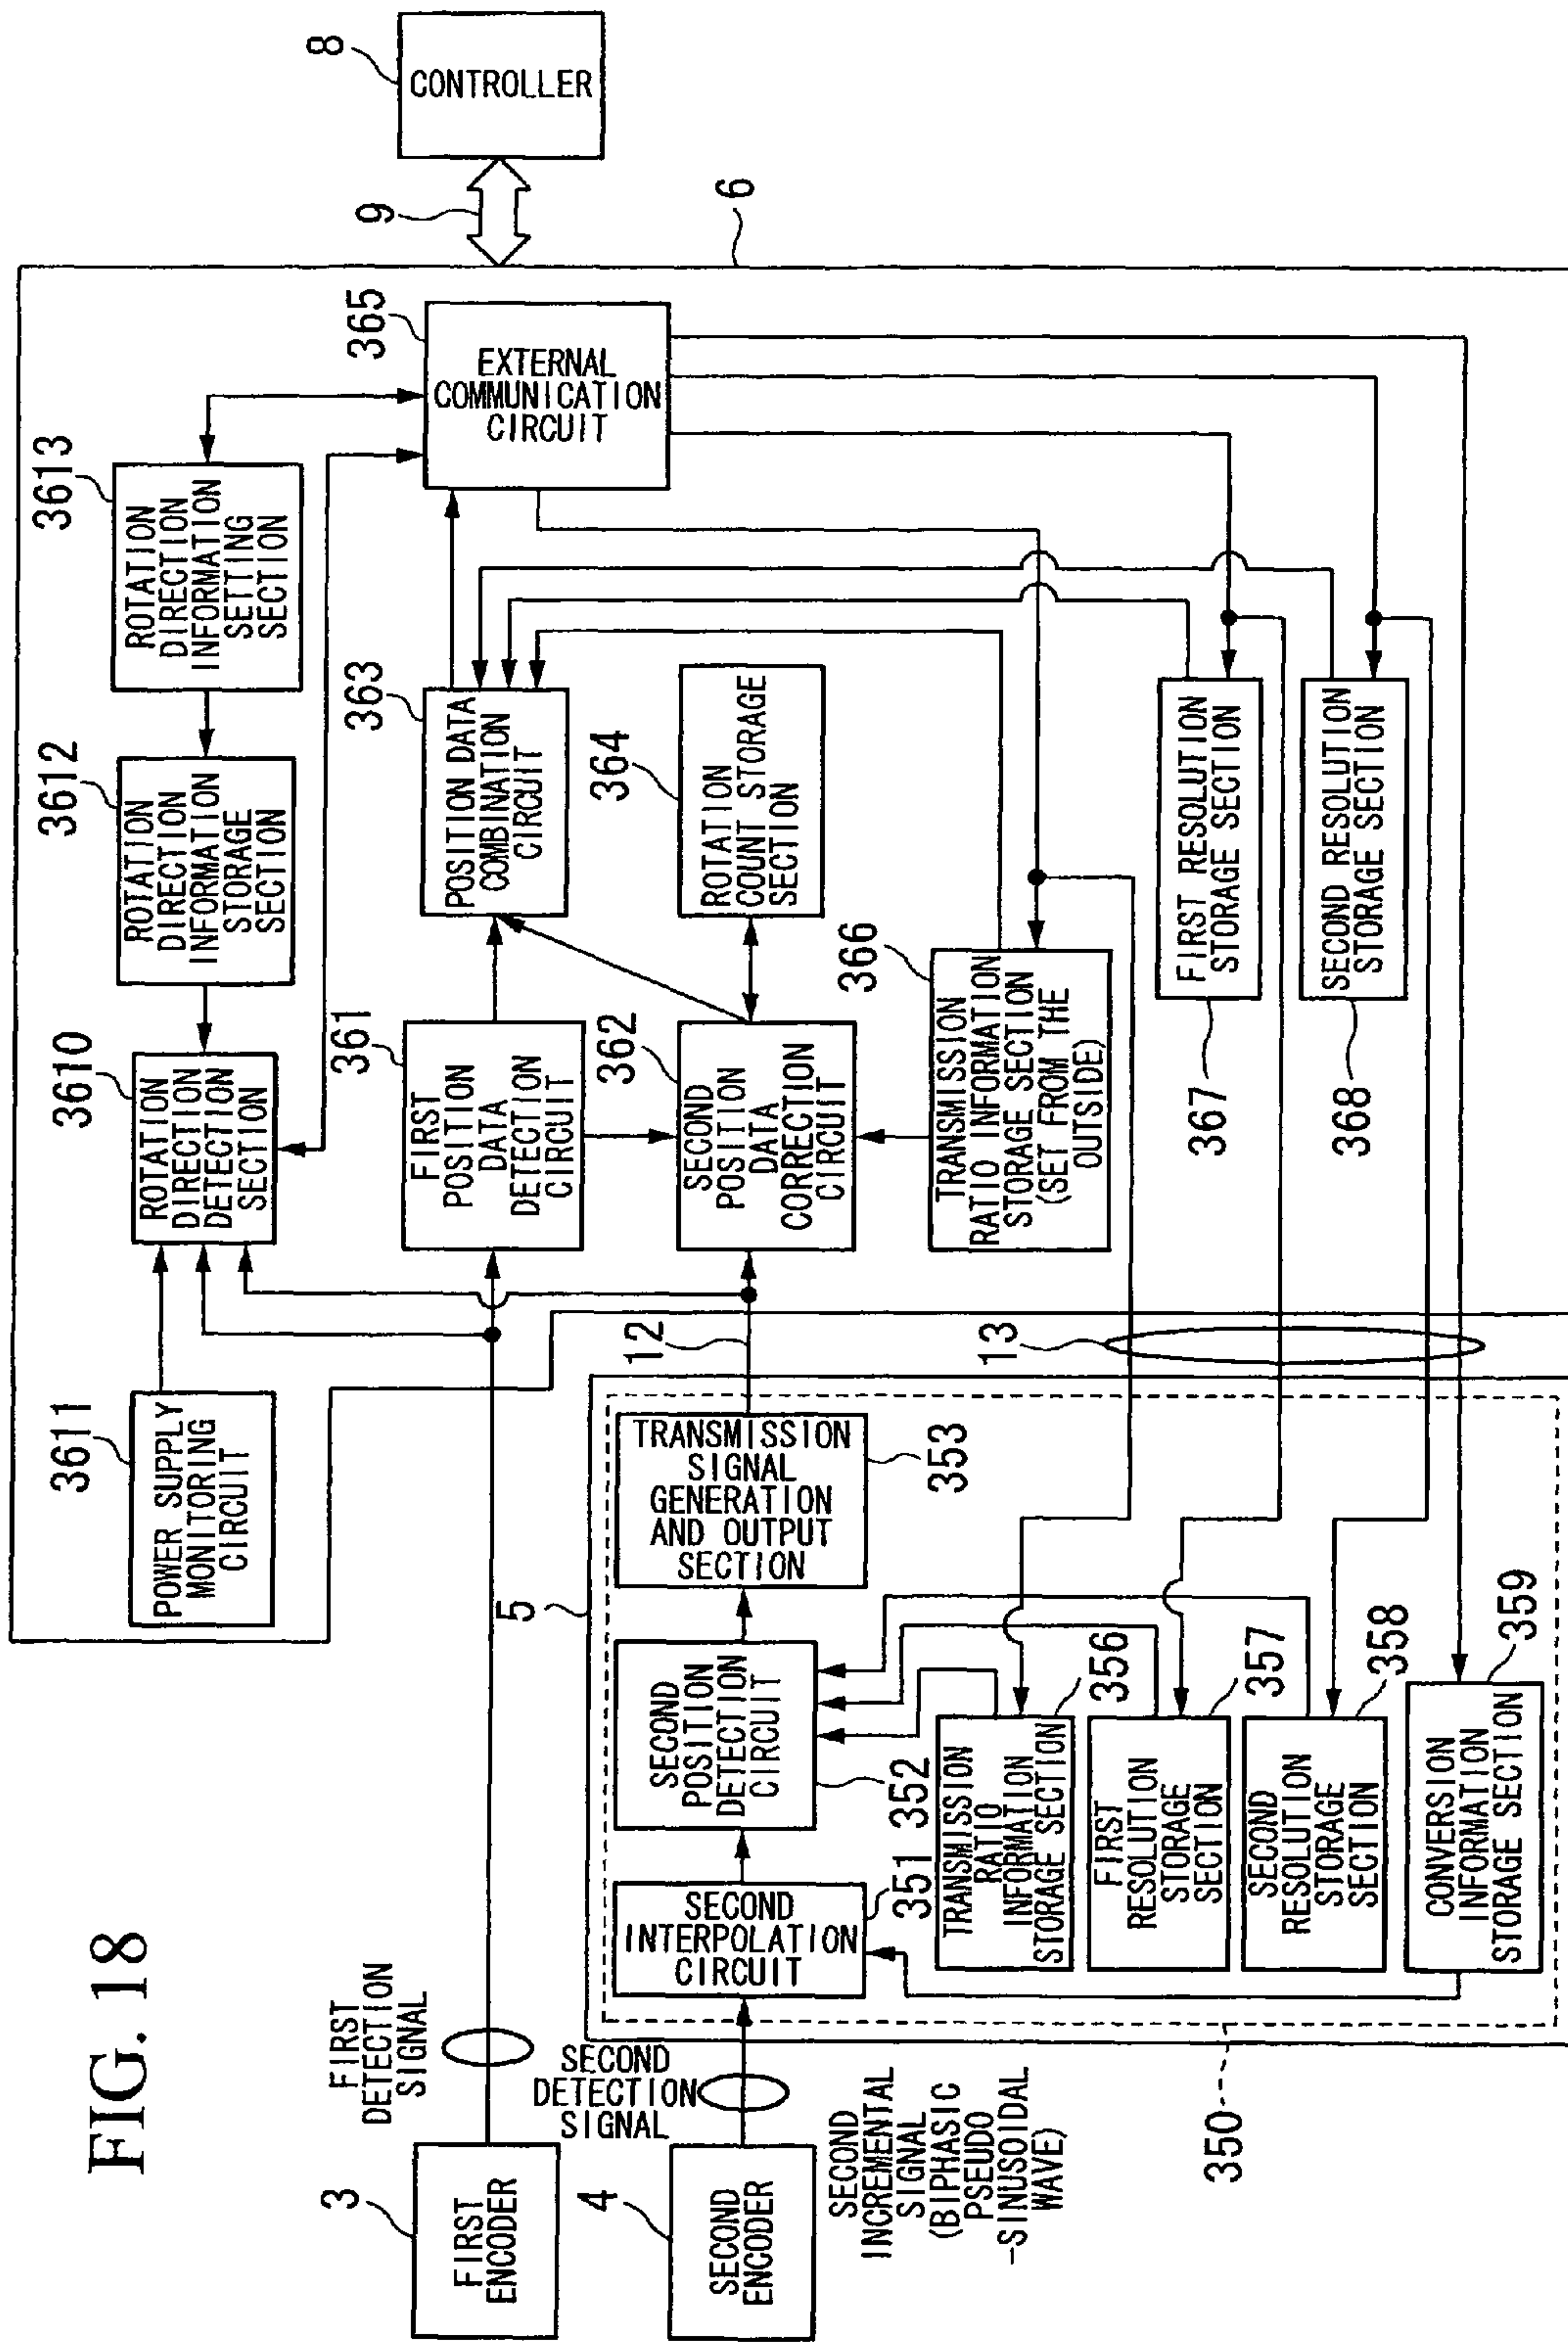 FIG. 18
3
FIRST
ENCODER
4
SECOND
ENCODER
FIRST
DETECTION
SIGNAL
SECOND
DETECTION
SIGNAL
SECOND
INCREMENTAL
SIGNAL
(BIPHASIC
PSEUDO
-SINUSOIDAL
WAVE)
5
350
SECOND
INTERPOLATION
CIRCUIT
351
SECOND
POSITION
DETECTION
CIRCUIT
352
TRANSMISSION
SIGNAL
GENERATION
AND OUTPUT
SECTION
353
TRANSMISSION
RATIO
INFORMATION
STORAGE SECTION
356
FIRST
RESOLUTION
STORAGE
SECTION
357
SECOND
RESOLUTION
STORAGE
SECTION
358
CONVERSION
INFORMATION
STORAGE SECTION
359
12
13
3611
POWER SUPPLY
MONITORING
CIRCUIT
3610
ROTATION
DIRECTION
DETECTION
SECTION
3612
ROTATION
DIRECTION
INFORMATION
STORAGE
SECTION
3613
ROTATION
DIRECTION
INFORMATION
SETTING
SECTION
361
FIRST
POSITION
DATA
DETECTION
CIRCUIT
362
SECOND
POSITION
DATA
CORRECTION
CIRCUIT
363
POSITION DATA
COMBINATION
CIRCUIT
364
ROTATION
COUNT STORAGE
SECTION
365
EXTERNAL
COMMUNICATION
CIRCUIT
366
TRANSMISSION
RATIO INFORMATION
STORAGE SECTION
(SET FROM THE
OUTSIDE)
FIRST RESOLUTION
STORAGE SECTION
367
SECOND RESOLUTION
STORAGE SECTION
368
6
9
8
CONTROLLER